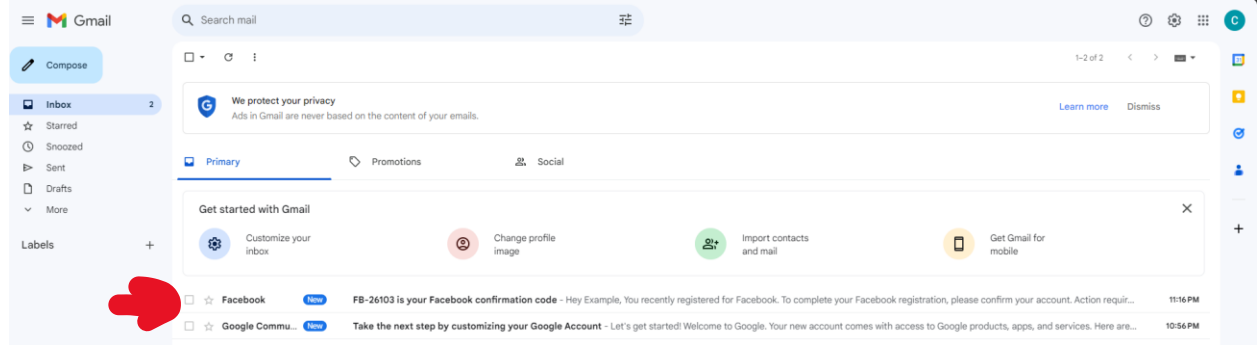 Gmail
Search mail
C
Compose
1–2 of 2
Inbox 2
Starred
Snoozed
Sent
Drafts
More
Labels
We protect your privacy
Ads in Gmail are never based on the content of your emails.
Learn more Dismiss
Primary Promotions Social
Get started with Gmail
Customize your
inbox
Change profile
image
Import contacts
and mail
Get Gmail for
mobile
Facebook New FB-26103 is your Facebook confirmation code - Hey Example, You recently registered for Facebook. To complete your Facebook registration, please confirm your account. Action requir... 11:16 PM
Google Commu... New Take the next step by customizing your Google Account - Let's get started! Welcome to Google. Your new account comes with access to Google products, apps, and services. Here are... 10:56 PM